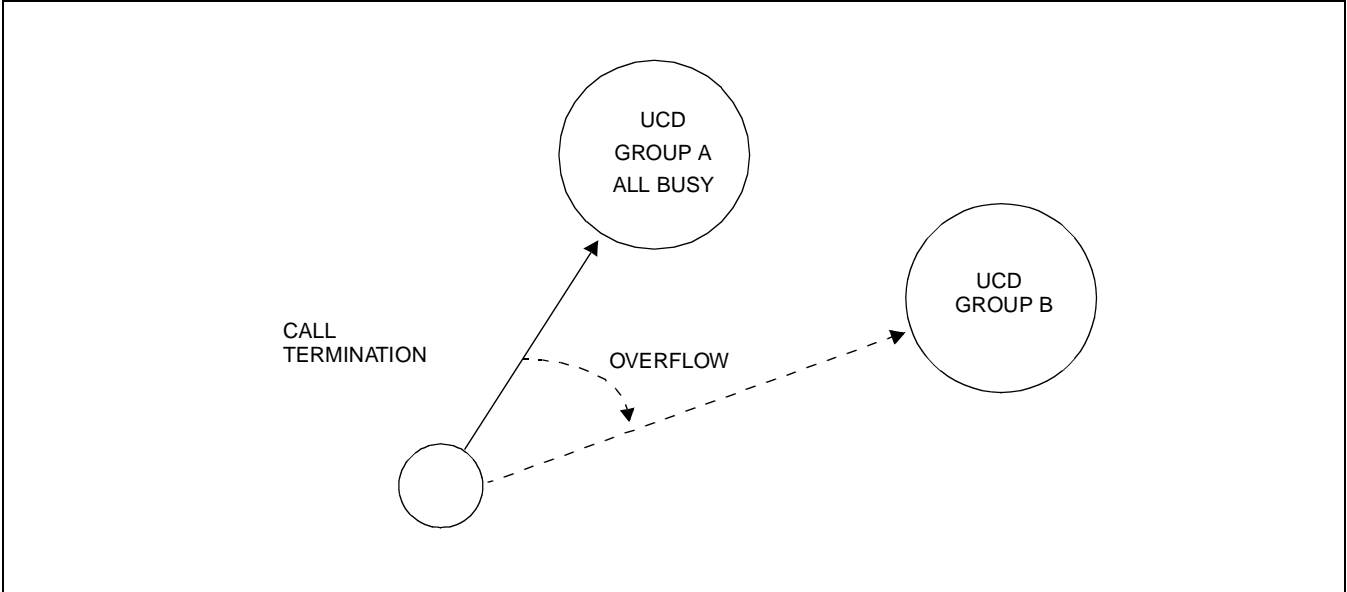 UCD
GROUP A
ALL BUSY
UCD
GROUP B
CALL
TERMINATION
OVERFLOW